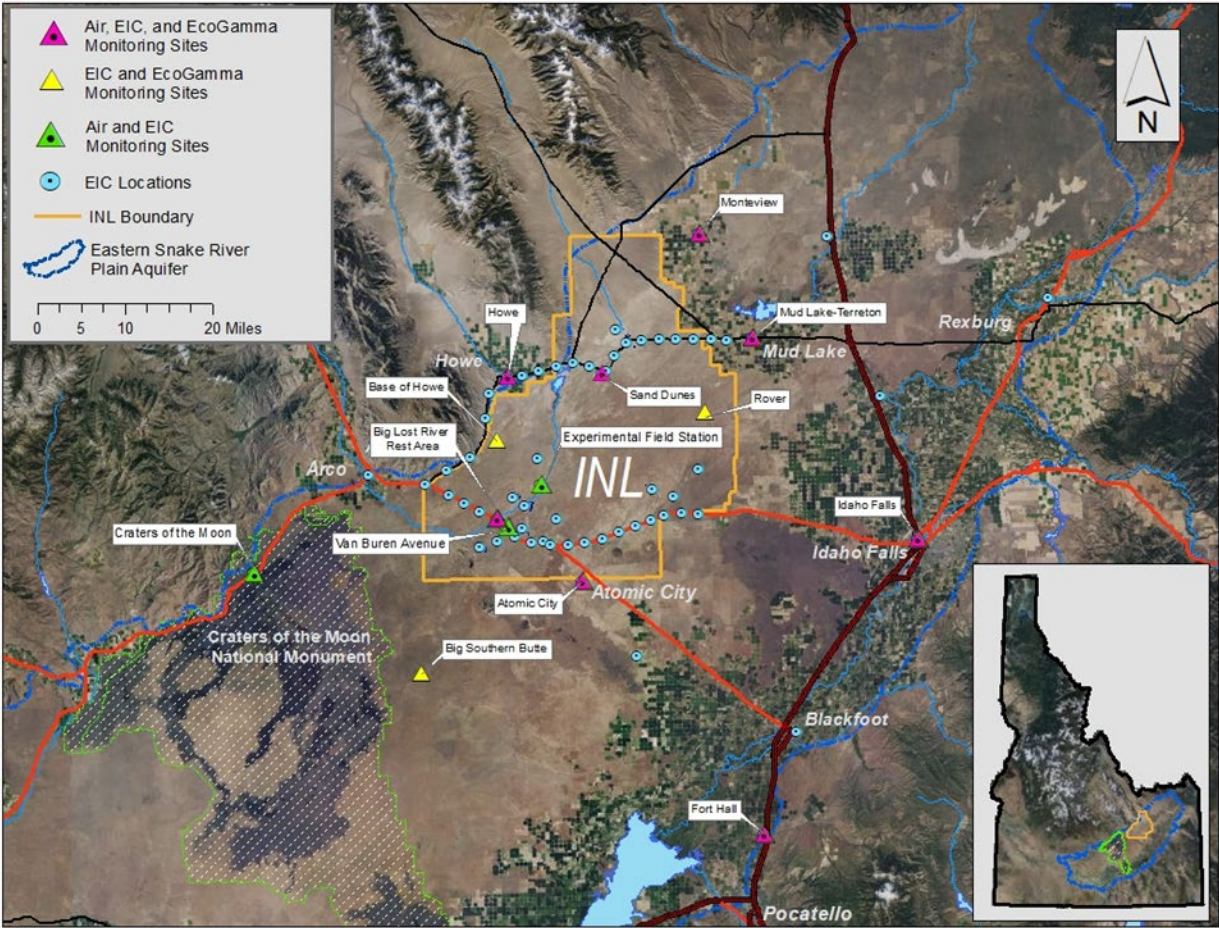 Air, EIC, and EcoGamma
Monitoring Sites
EIC and EcoGamma
Monitoring Sites
Air and EIC
Monitoring Sites
EIC Locations
INL Boundary
Eastern Snake River
Plain Aquifer
0 5 10 20 Miles
N
Monteview
Howe
Mud Lake-Terreton
Rexburg
Howe
Mud Lake
Base of Howe
Sand Dunes
Rover
Big Lost River
Rest Area
Experimental Field Station
Arco
INL
Idaho Falls
Craters of the Moon
Van Buren Avenue
Idaho Falls
Atomic City
Atomic City
Craters of the Moon
National Monument
Big Southern Butte
Blackfoot
Fort Hall
Pocatello